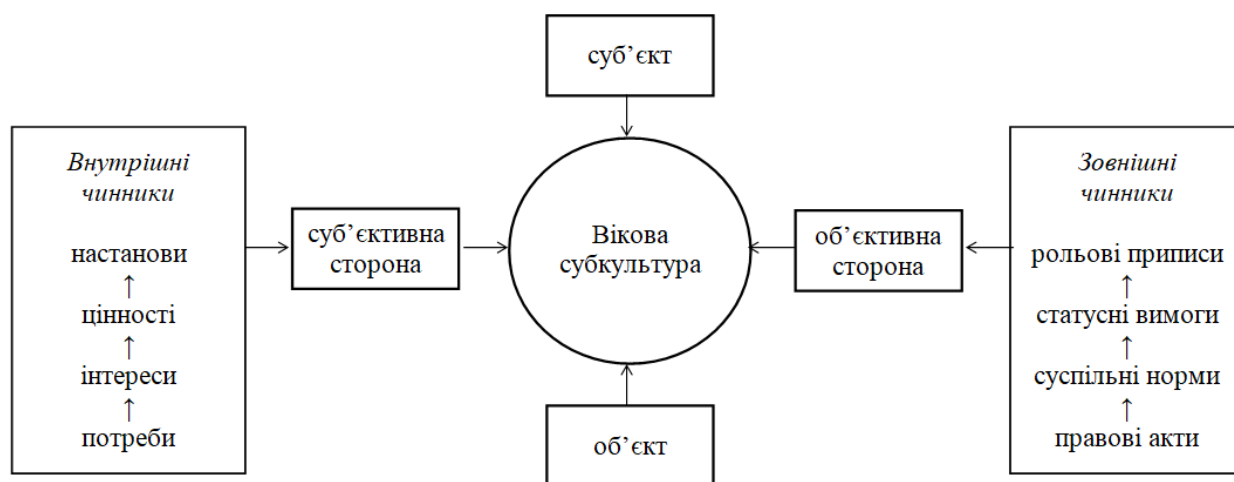 суб’єкт
Внутрішні
чинники
настанови
↑
цінності
↑
інтереси
↑
потреби
суб’єктивна
сторона
Вікова
субкультура
об’єктивна
сторона
Зовнішні
чинники
рольові приписи
↑
статусні вимоги
↑
суспільні норми
↑
правові акти
об’єкт